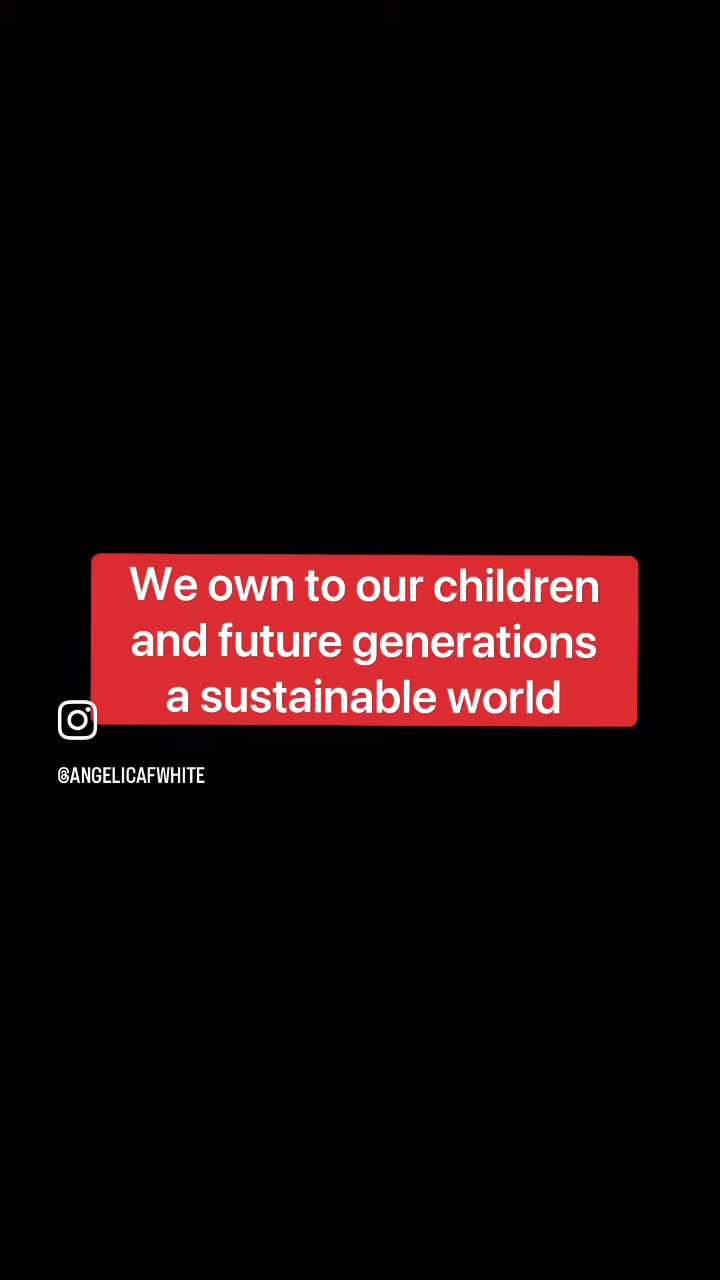 We own to our children
and future generations
a sustainable world
@ANGELICAFWHITE